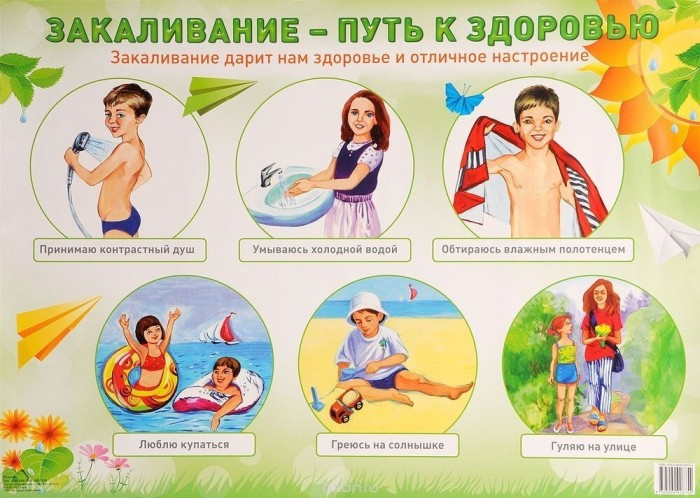 ЗАКАЛИВАНИЕ – ПУТЬ К ЗДОРОВЬЮ
Закаливание дарит нам здоровье и отличное настроение
Принимаю контрастный душ
Умываюсь холодной водой
Обтираюсь влажным полотенцем
Люблю купаться
Греюсь на солнышке
Гуляю на улице